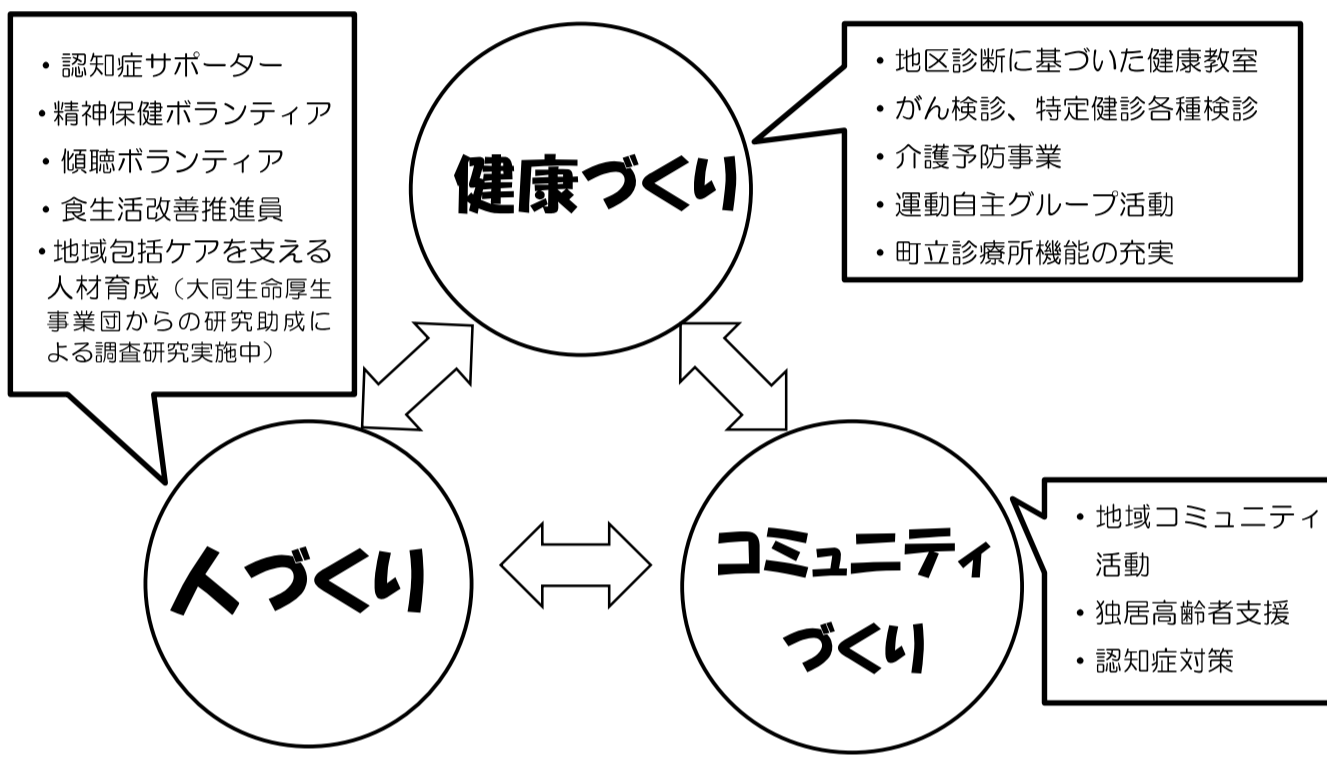 ・認知症サポーター
・精神保健ボランティア
・傾聴ボランティア
・食生活改善推進員
・地域包括ケアを支える
人材育成（大同生命厚生
事業団からの研究助成に
よる調査研究実施中）
健康づくり
・地区診断に基づいた健康教室
・がん検診、特定健診各種検診
・介護予防事業
・運動自主グループ活動
・町立診療所機能の充実
人づくり
コミュニティ
づくり
・地域コミュニティ
活動
・独居高齢者支援
・認知症対策